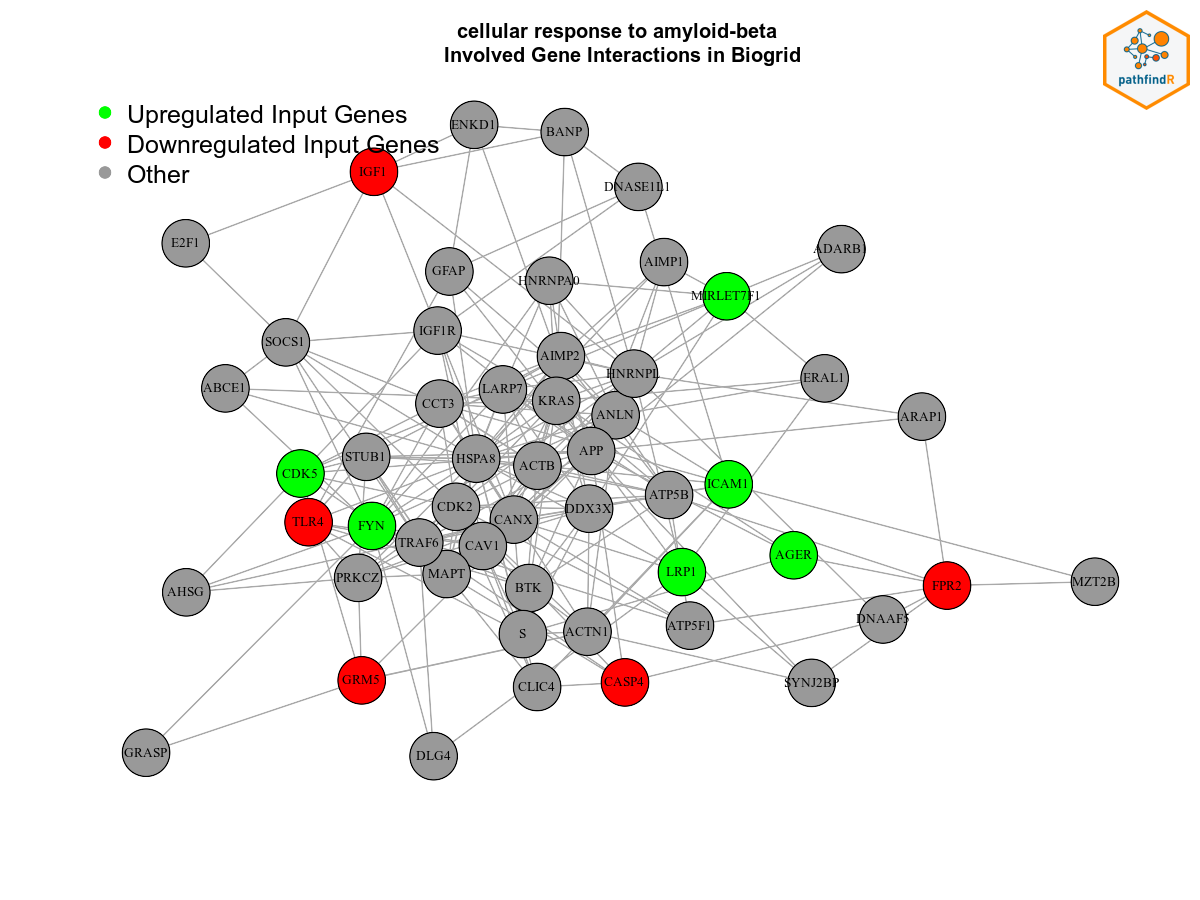 cellular response to amyloid-beta
Involved Gene Interactions in Biogrid
pathfindR
Upregulated Input Genes
Downregulated Input Genes
Other
ENKD1
BANP
IGF1
DNASE1L1
E2F1
ADARB1
AIMP1
GFAP
HNRNPA0
MIRLET7F1
IGF1R
SOCS1
AIMP2
HNRNPL
ERAL1
ABCE1
LARP7
CCT3
KRAS
ANLN
ARAP1
APP
STUB1
HSPA8
ACTB
CDK5
ICAM1
ATP5B
CDK2
DDX3X
CANX
TLR4
FYN
TRAF6
CAV1
AGER
LRP1
MAPT
PRKCZ
MZT2B
FPR2
BTK
AHSG
DNAAF5
ATP5F1
ACTN1
S
GRM5
CASP4
SYNJ2BP
CLIC4
GRASP
DLG4